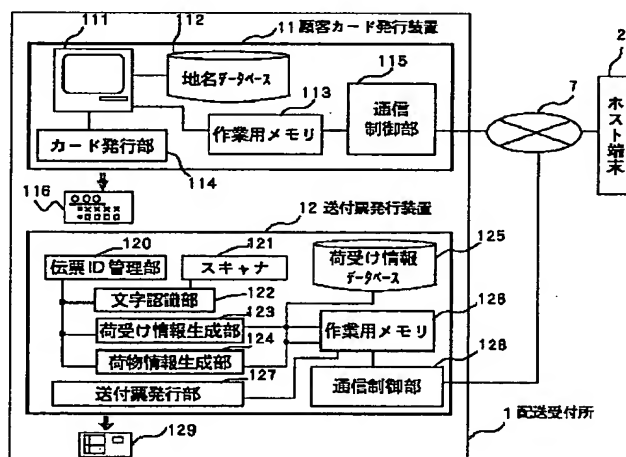 111
112
11 顧客カード発行装置
地名データベース
115
通信
制御部
113
作業用メモリ
カード発行部
114
116
7
2
ホスト端末
12 送付票発行装置
120
伝票ID管理部
121
スキャナ
125
荷受け情報
データベース
文字認識部
122
123
荷受け情報生成部
126
作業用メモリ
荷物情報生成部
124
128
通信制御部
127
送付票発行部
129
1 配送受付所